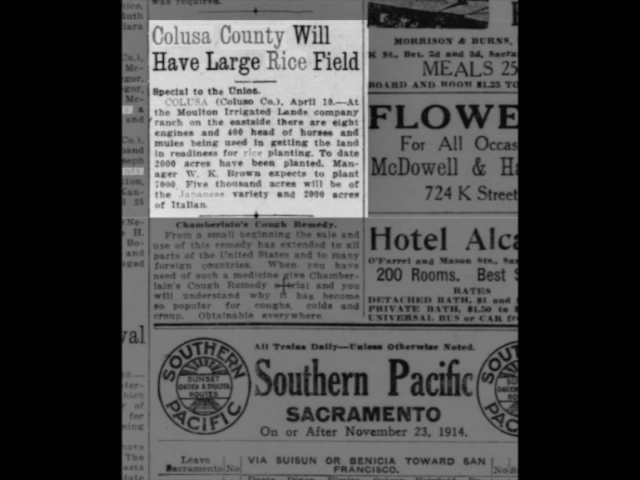 was required.
MORRISON & BURNS,
K St., Bet. 2d and 3d, Sacra
MEALS 25
BOARD AND ROOM $1.25 TO
Colusa County Will
Have Large Rice Field
Special to the Union.
COLUSA (Coluso Co.), April 10.—At
the Moulton Irrigated Lands company
ranch on the eastside there are eight
engines and 400 head of horses and
mules being used in getting the land
in readiness for rice planting. To date
2000 acres have been planted. Man-
ager W. K. Brown expects to plant
7000. Five thousand acres will be of
the Japanese variety and 2000 acres
of Italian.
FLOWE
For All Occas
McDowell & Ha
724 K Street
Chamberlain's Cough Remedy.
From a small beginning the sale and
use of this remedy has extended to all
parts of the United States and to many
foreign countries. When you have
need of such a medicine give Chamber-
lain's Cough Remedy a trial and you
will understand why it has become
so popular for coughs, colds and
croup. Obtainable everywhere.
Hotel Alca
O'Farrel and Mason Sts., San
200 Rooms. Best S
RATES
DETACHED BATH, $1 and
PRIVATE BATH, $1.50 to
UNIVERSAL BUS or CAR fr
All Trains Daily—Unless Otherwise Noted.
SOUTHERN PACIFIC
SUNSET
OGDEN & SHASTA
ROUTES
Southern Pacific
SACRAMENTO
On or After November 23, 1914.
Leave
Sacramento
No
VIA SUISUN OR BENICIA TOWARD SAN
FRANCISCO.